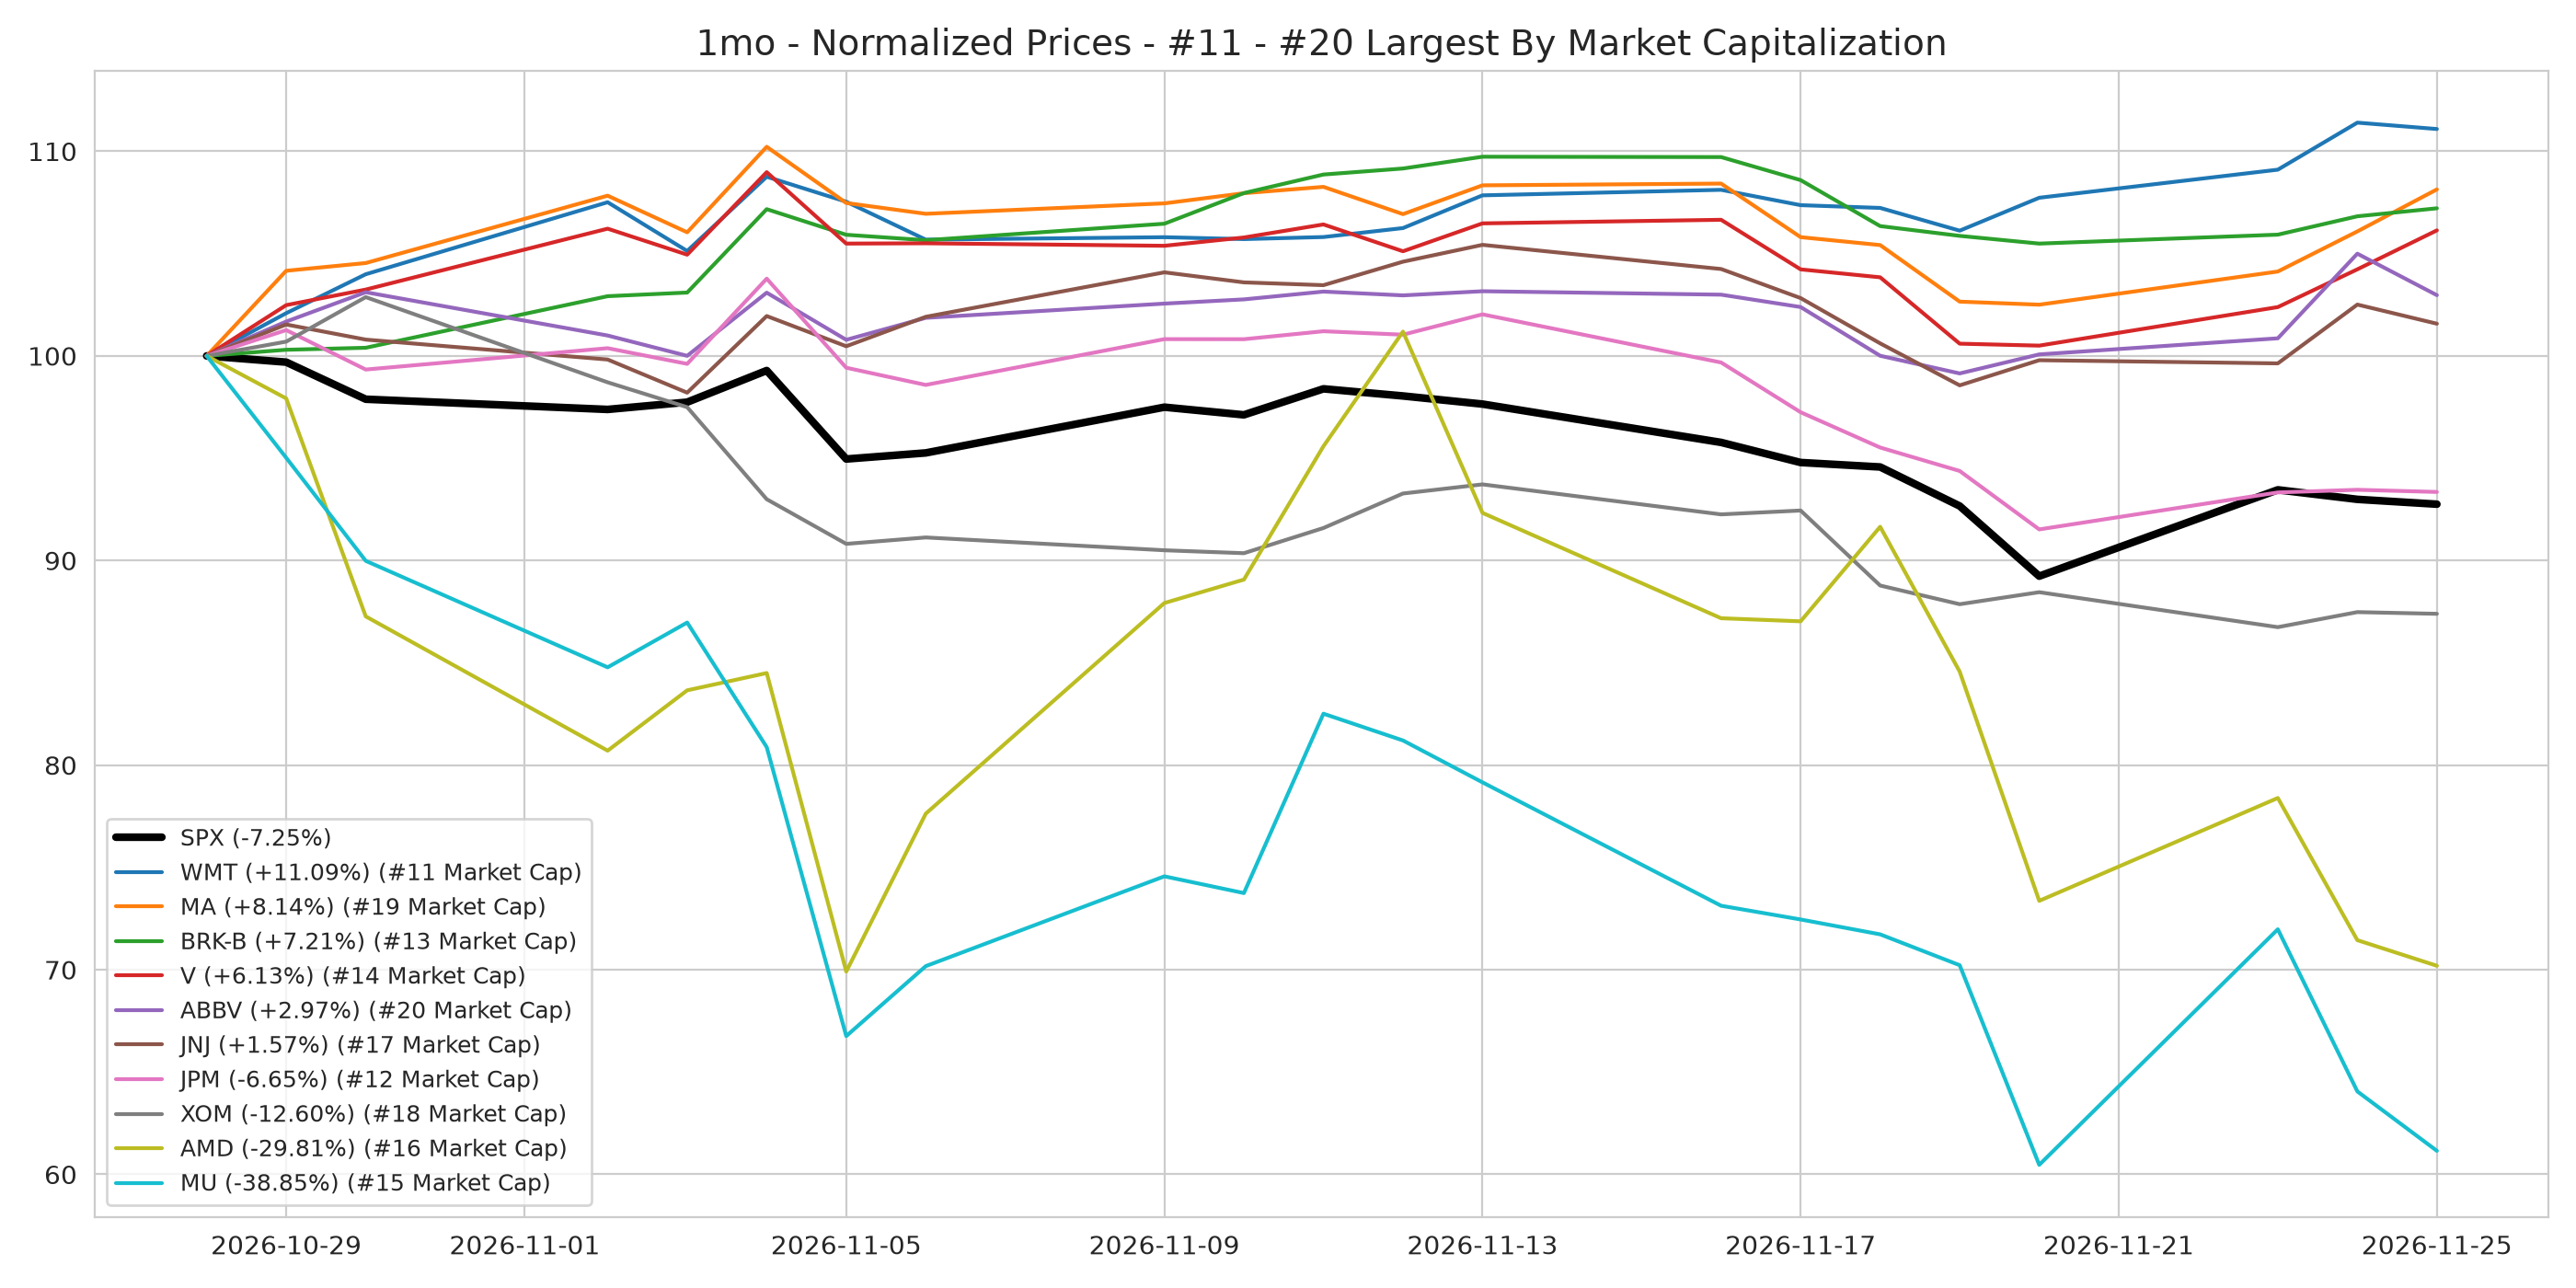 1mo - Normalized Prices - #11 - #20 Largest By Market Capitalization
110
100
90
80
70
60
SPX (-7.25%)
WMT (+11.09%) (#11 Market Cap)
MA (+8.14%) (#19 Market Cap)
BRK-B (+7.21%) (#13 Market Cap)
V (+6.13%) (#14 Market Cap)
ABBV (+2.97%) (#20 Market Cap)
JNJ (+1.57%) (#17 Market Cap)
JPM (-6.65%) (#12 Market Cap)
XOM (-12.60%) (#18 Market Cap)
AMD (-29.81%) (#16 Market Cap)
MU (-38.85%) (#15 Market Cap)
2026-10-29 2026-11-01 2026-11-05 2026-11-09 2026-11-13 2026-11-17 2026-11-21 2026-11-25